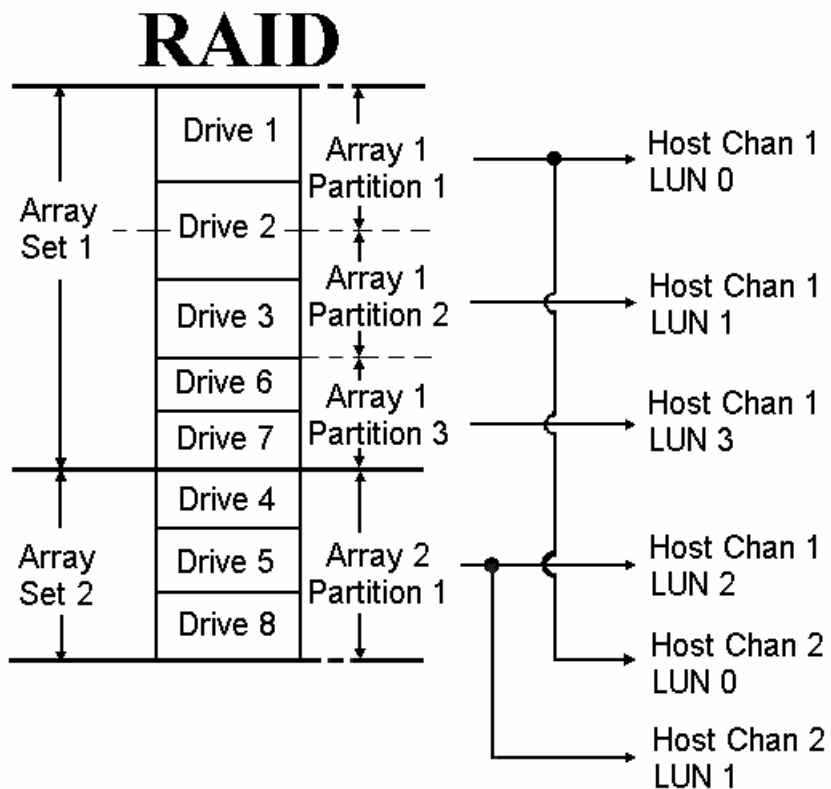 RAID
Array
Set 1
Drive 1
Drive 2
Drive 3
Drive 6
Drive 7
Array 1
Partition 1
Array 1
Partition 2
Array 1
Partition 3
Host Chan 1
LUN 0
Host Chan 1
LUN 1
Host Chan 1
LUN 3
Array
Set 2
Drive 4
Drive 5
Drive 8
Array 2
Partition 1
Host Chan 1
LUN 2
Host Chan 2
LUN 0
Host Chan 2
LUN 1